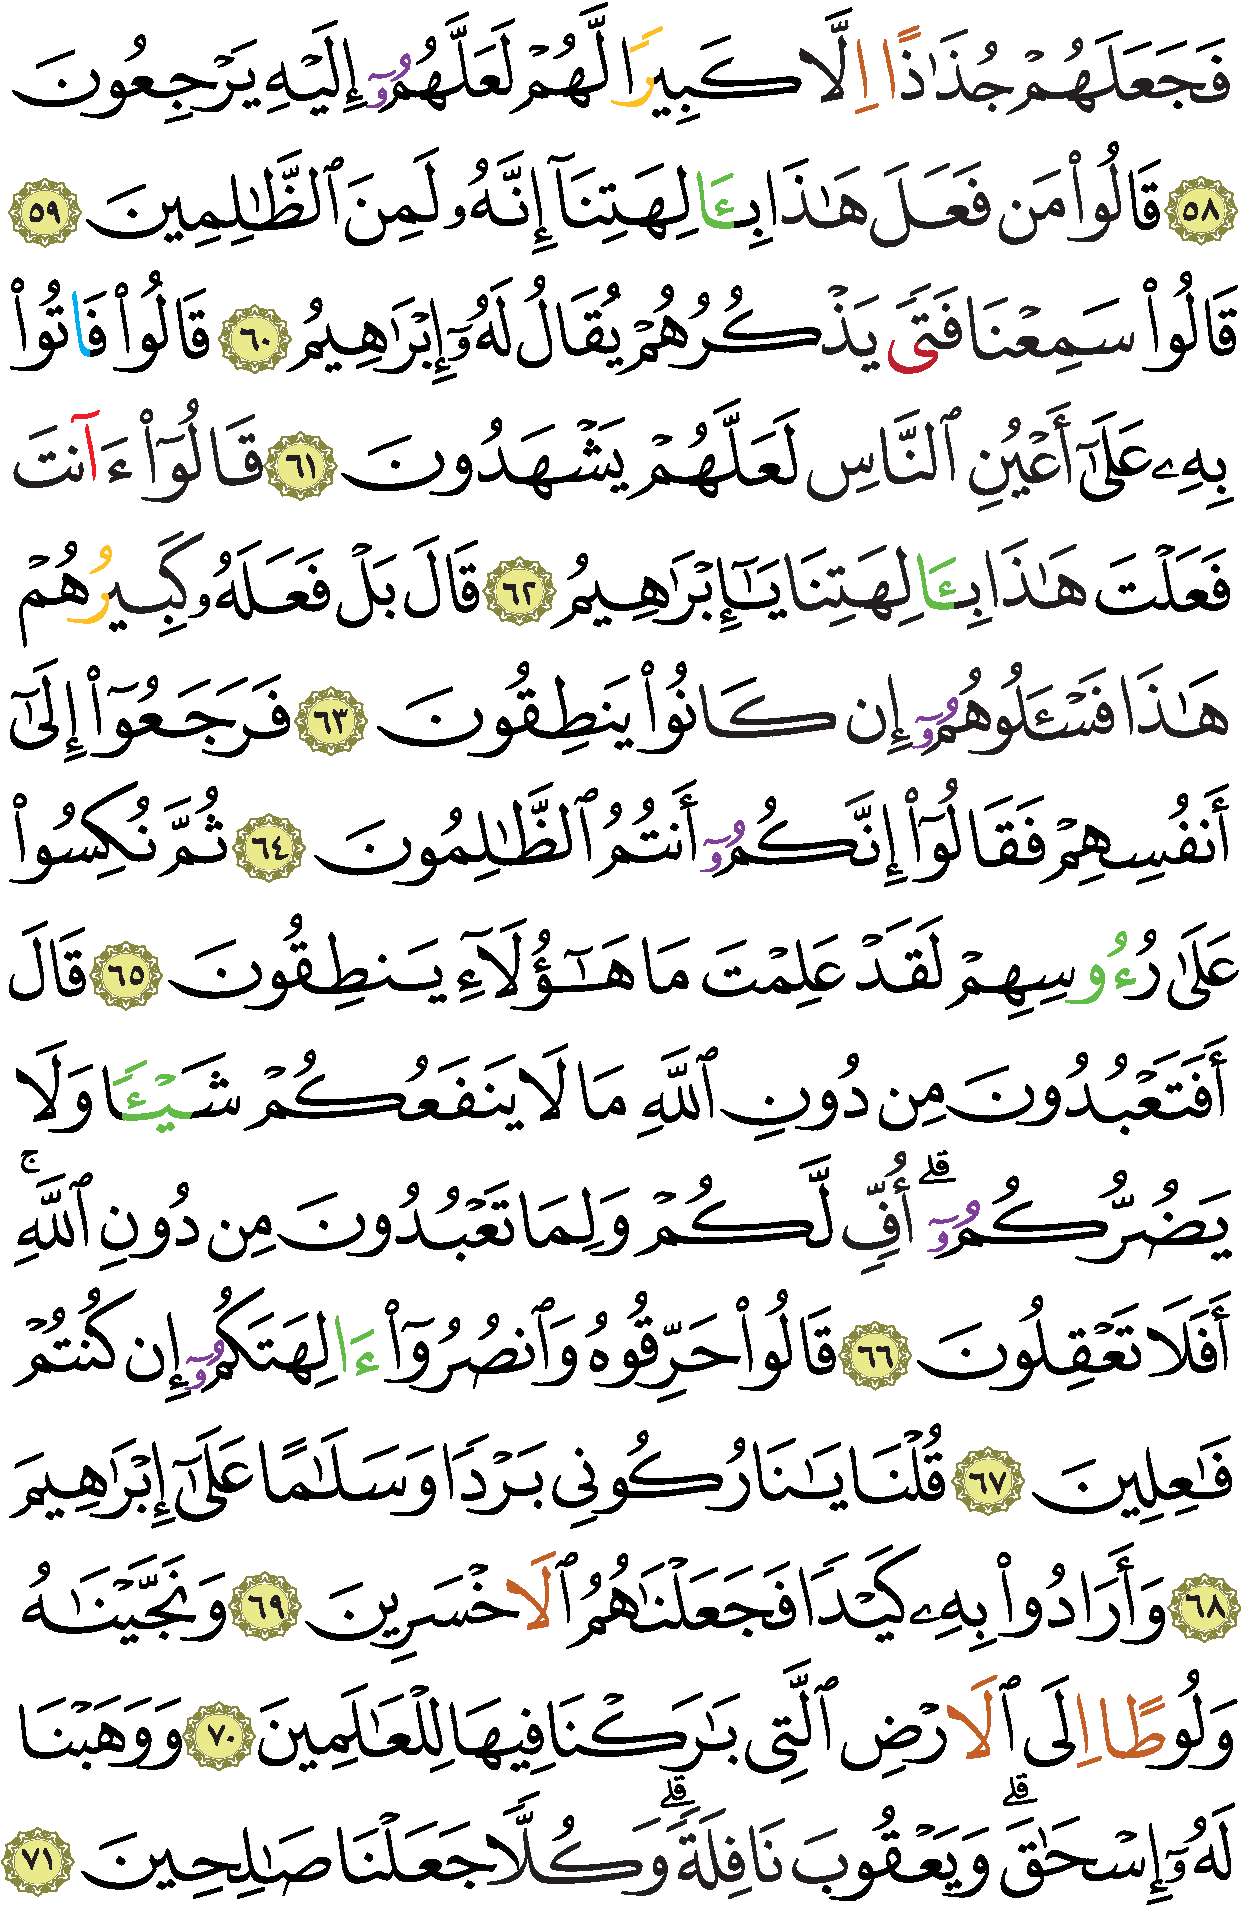 فَجَعَلَهُمْ جُذَٰذًا اِلَّا كَبِيرًا لَّهُمْ لَعَلَّهُمُۥٓ إِلَيْهِ يَرْجِعُونَ
٥٨ قَالُوا۟ مَن فَعَلَ هَٰذَا بِـَٔالِهَتِنَآ إِنَّهُۥ لَمِنَ ٱلظَّٰلِمِينَ ٥٩
قَالُوا۟ سَمِعْنَا فَتًى يَذْكُرُهُمْ يُقَالُ لَهُۥٓ إِبْرَٰهِيمُ ٦٠ قَالُوا۟ فَاتُوا۟
بِهِۦ عَلَىٰٓ أَعْيُنِ ٱلنَّاسِ لَعَلَّهُمْ يَشْهَدُونَ ٦١ قَالُوٓا۟ ءَآنتَ
فَعَلْتَ هَٰذَا بِـَٔالِهَتِنَا يَٰٓإِبْرَٰهِيمُ ٦٢ قَالَ بَلْ فَعَلَهُۥ كَبِيرُهُمْ
هَٰذَا فَسْـَٔلُوهُمُۥٓ إِن كَانُوا۟ يَنطِقُونَ ٦٣ فَرَجَعُوٓا۟ إِلَىٰٓ
أَنفُسِهِمْ فَقَالُوٓا۟ إِنَّكُمُۥٓ أَنتُمُ ٱلظَّٰلِمُونَ ٦٤ ثُمَّ نُكِسُوا۟
عَلَىٰ رُءُوسِهِمْ لَقَدْ عَلِمْتَ مَا هَٰٓؤُلَآءِ يَنطِقُونَ ٦٥ قَالَ
أَفَتَعْبُدُونَ مِن دُونِ ٱللَّهِ مَا لَا يَنفَعُكُمْ شَيْـًٔا وَلَا
يَضُرُّكُمُۥٓ ۖ أُفِّ لَّكُمْ وَلِمَا تَعْبُدُونَ مِن دُونِ ٱللَّهِ ۚ
أَفَلَا تَعْقِلُونَ ٦٦ قَالُوا۟ حَرِّقُوهُ وَٱنصُرُوٓا۟ ءَالِهَتَكُمُۥٓ إِن كُنتُمْ
فَٰعِلِينَ ٦٧ قُلْنَا يَٰنَارُ كُونِى بَرْدًا وَسَلَٰمًا عَلَىٰٓ إِبْرَٰهِيمَ
٦٨ وَأَرَادُوا۟ بِهِۦ كَيْدًا فَجَعَلْنَٰهُمُ ٱلَاخْسَرِينَ ٦٩ وَنَجَّيْنَٰهُ
وَلُوطًا اِلَى ٱلَارْضِ ٱلَّتِى بَٰرَكْنَا فِيهَا لِلْعَٰلَمِينَ ٧٠ وَوَهَبْنَا
لَهُۥٓ إِسْحَٰقَ ۖ وَيَعْقُوبَ نَافِلَةً ۖ وَكُلًّا جَعَلْنَا صَٰلِحِينَ ٧١